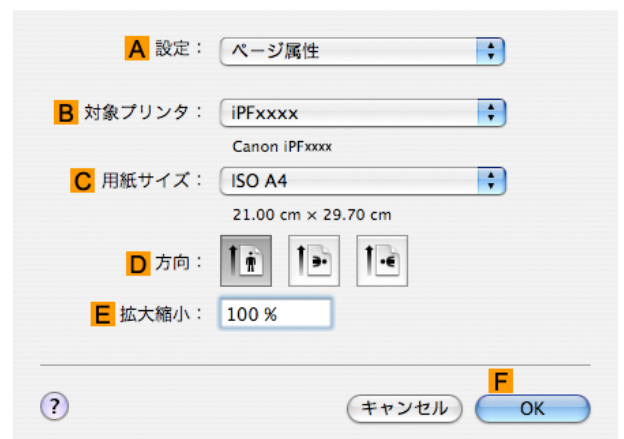 A 設定： ページ属性
B 対象プリンタ： iPFxxxx
Canon iPFxxxx
C 用紙サイズ： ISO A4
21.00 cm × 29.70 cm
D 方向：
E 拡大縮小： 100 %
F
? キャンセル OK